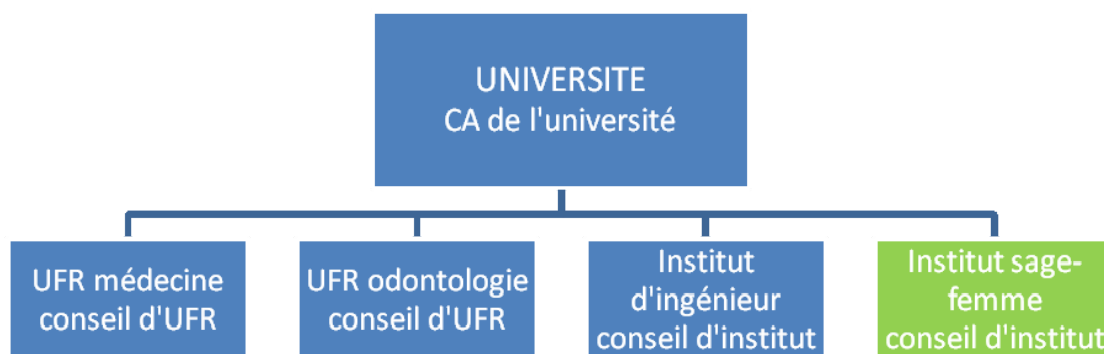 UNIVERSITE
CA de l'université
UFR médecine
conseil d'UFR
UFR odontologie
conseil d'UFR
Institut
d'ingénieur
conseil d'institut
Institut sage-
femme
conseil d'institut